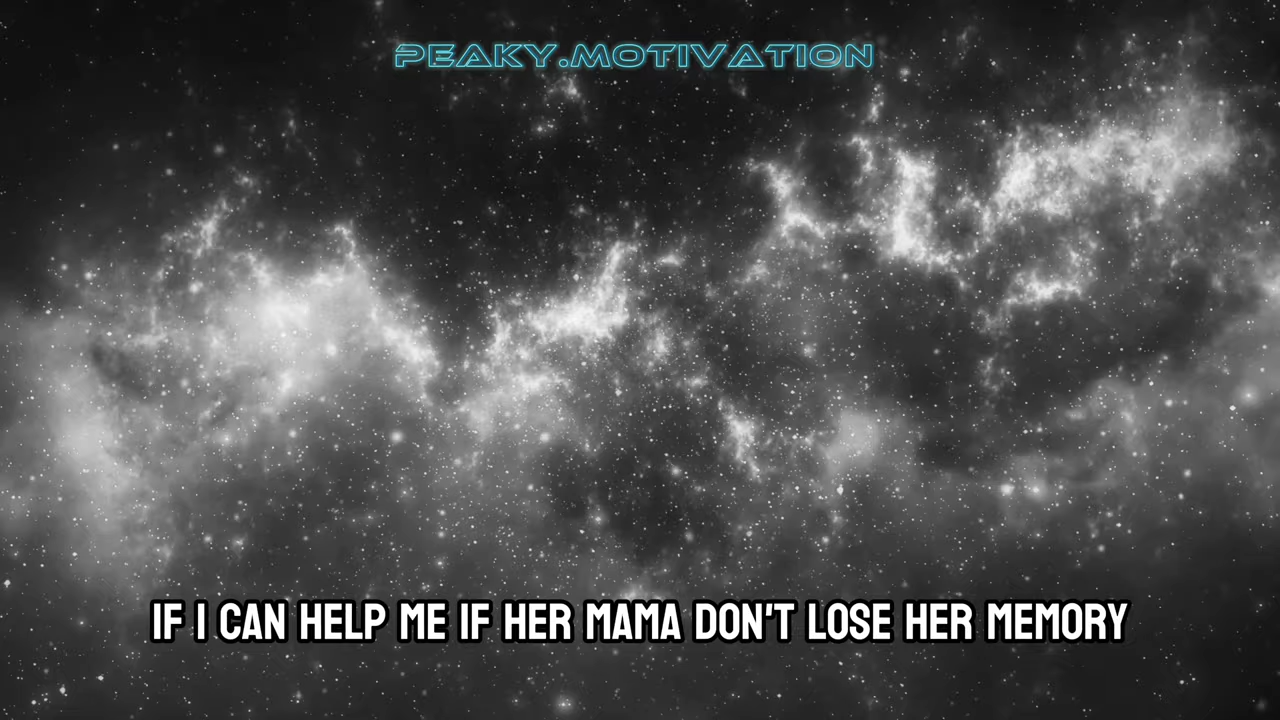 PEAKY.MOTIVATION
IF I CAN HELP ME IF HER MAMA DON'T LOSE HER MEMORY